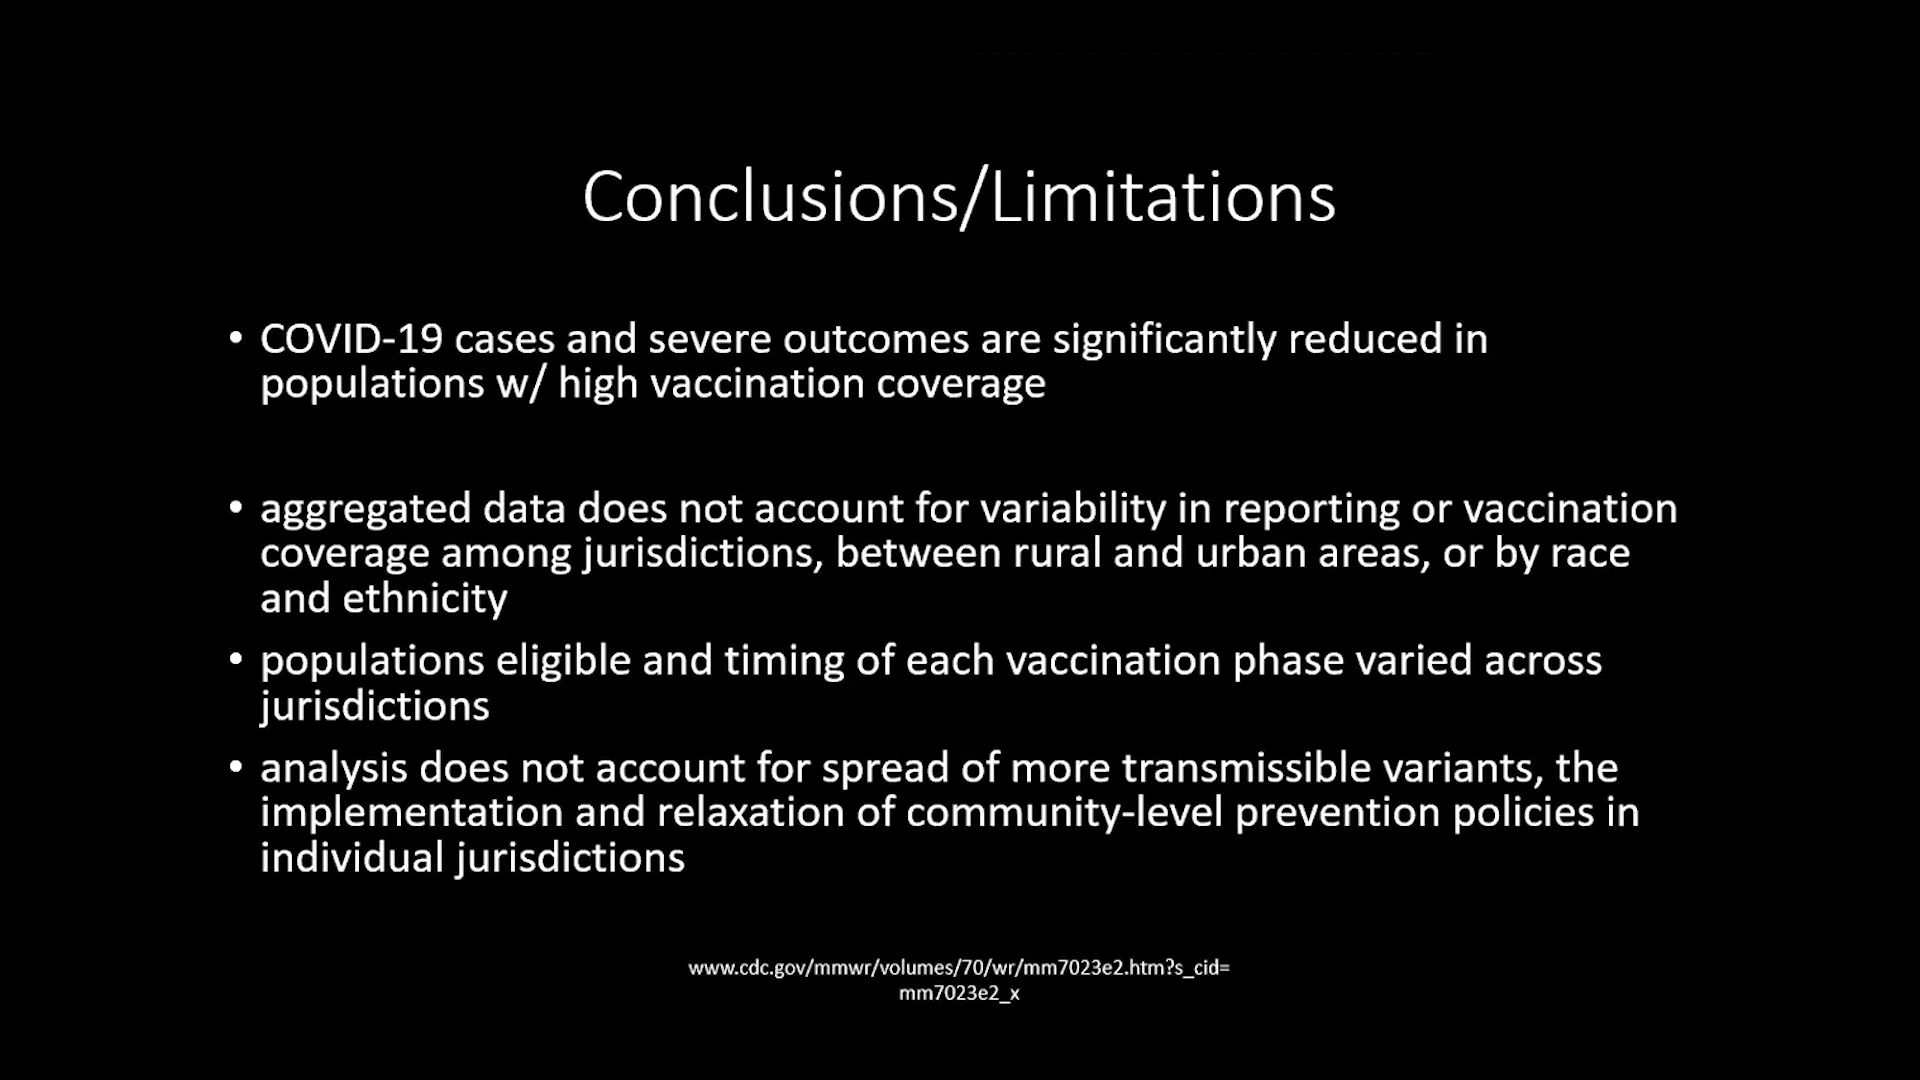 Conclusions/Limitations
• COVID-19 cases and severe outcomes are significantly reduced in
populations w/ high vaccination coverage
• aggregated data does not account for variability in reporting or vaccination
coverage among jurisdictions, between rural and urban areas, or by race
and ethnicity
• populations eligible and timing of each vaccination phase varied across
jurisdictions
• analysis does not account for spread of more transmissible variants, the
implementation and relaxation of community-level prevention policies in
individual jurisdictions
www.cdc.gov/mmwr/volumes/70/wr/mm7023e2.htm?s_cid=
mm7023e2_x